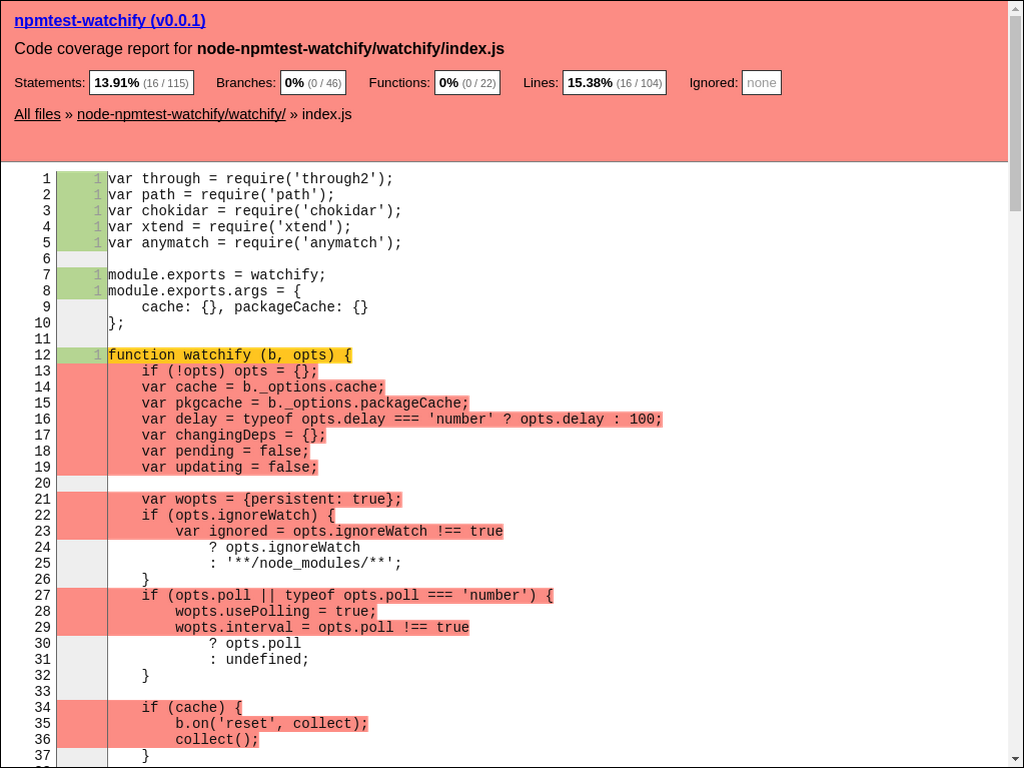 npmtest-watchify (v0.0.1)
Code coverage report for node-npmtest-watchify/watchify/index.js
Statements: 13.91% (16 / 115) Branches: 0% (0 / 46) Functions: 0% (0 / 22) Lines: 15.38% (16 / 104) Ignored: none
All files » node-npmtest-watchify/watchify/ » index.js
1 1 var through = require('through2');
2 1 var path = require('path');
3 1 var chokidar = require('chokidar');
4 1 var xtend = require('xtend');
5 1 var anymatch = require('anymatch');
6
7 1 module.exports = watchify;
8 1 module.exports.args = {
9     cache: {}, packageCache: {}
10 };
11
12 1 function watchify (b, opts) {
13     if (!opts) opts = {};
14     var cache = b._options.cache;
15     var pkgcache = b._options.packageCache;
16     var delay = typeof opts.delay === 'number' ? opts.delay : 100;
17     var changingDeps = {};
18     var pending = false;
19     var updating = false;
20
21     var wopts = {persistent: true};
22     if (opts.ignoreWatch) {
23         var ignored = opts.ignoreWatch !== true
24             ? opts.ignoreWatch
25             : '**/node_modules/**';
26     }
27     if (opts.poll || typeof opts.poll === 'number') {
28         wopts.usePolling = true;
29         wopts.interval = opts.poll !== true
30             ? opts.poll
31             : undefined;
32     }
33
34     if (cache) {
35         b.on('reset', collect);
36         collect();
37     }